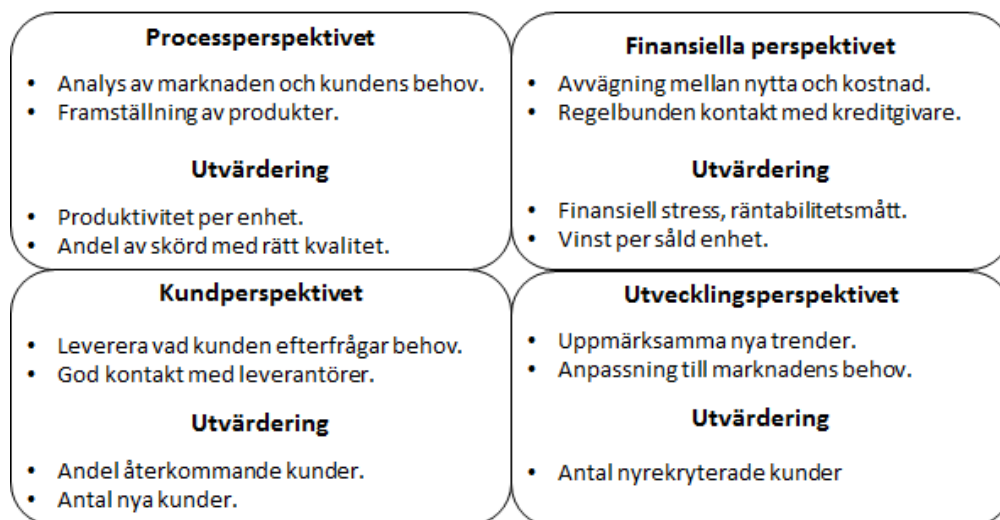 Processperspektivet
• Analys av marknaden och kundens behov.
• Framställning av produkter.
Utvärdering
• Produktivitet per enhet.
• Andel av skörd med rätt kvalitet.
Finansiella perspektivet
• Avvägning mellan nytta och kostnad.
• Regelbunden kontakt med kreditgivare.
Utvärdering
• Finansiell stress, räntabilitetsmått.
• Vinst per såld enhet.
Kundperspektivet
• Leverera vad kunden efterfrågar behov.
• God kontakt med leverantörer.
Utvärdering
• Andel återkommande kunder.
• Antal nya kunder.
Utvecklingsperspektivet
• Uppmärksamma nya trender.
• Anpassning till marknadens behov.
Utvärdering
• Antal nyrekryterade kunder